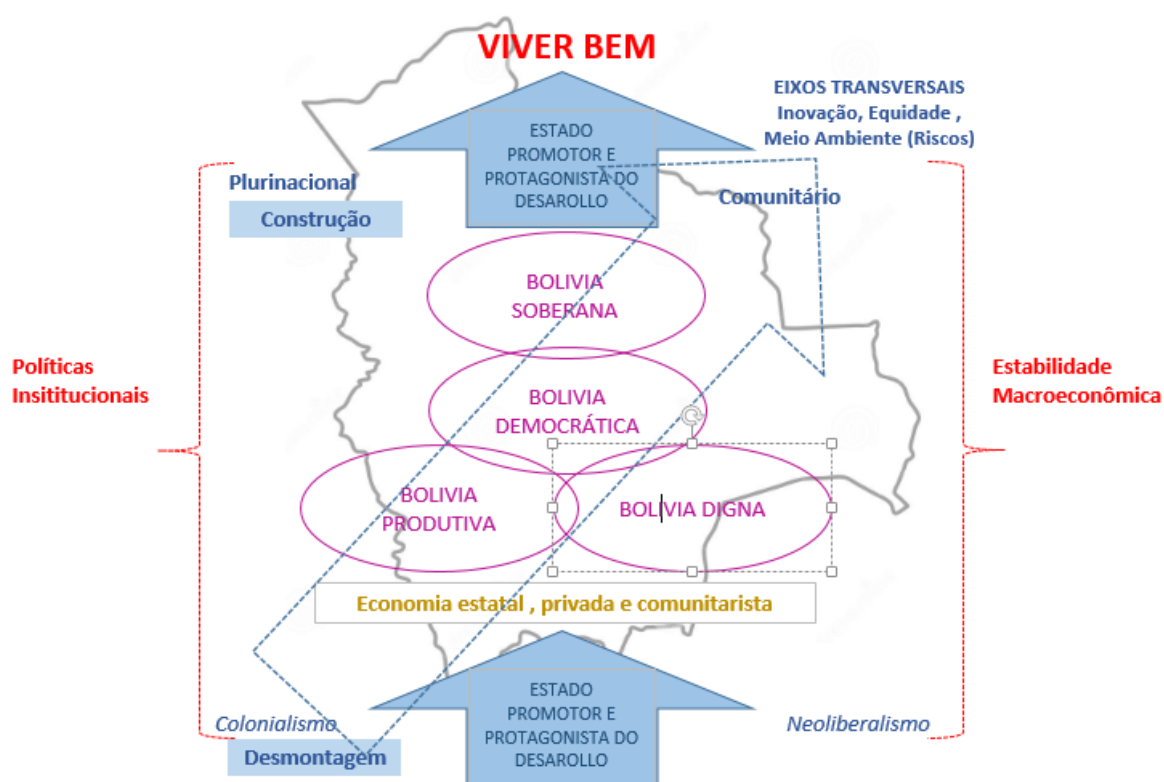 VIVER BEM
EIXOS TRANSVERSAIS
Inovação, Equidade ,
Meio Ambiente (Riscos)
ESTADO
PROMOTOR E
PROTAGONISTA DO
DESAROLLO
Plurinacional
Construção
Comunitário
BOLIVIA
SOBERANA
Políticas
Insititucionais
Estabilidade
Macroeconômica
BOLIVIA
DEMOCRÁTICA
BOLIVIA
PRODUTIVA
BOLIVIA DIGNA
Economia estatal , privada e comunitarista
ESTADO
PROMOTOR E
PROTAGONISTA DO
DESAROLLO
Colonialismo
Desmontagem
Neoliberalismo